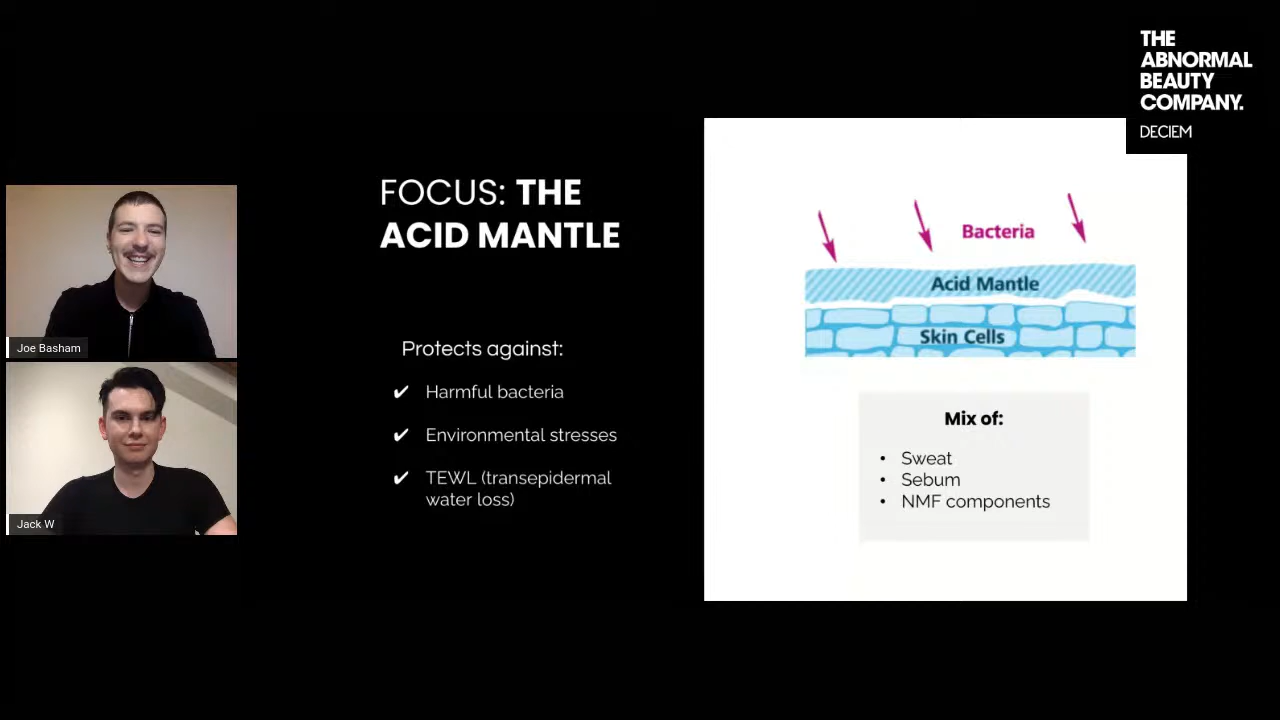 THE
ABNORMAL
BEAUTY
COMPANY.
DECIEM
FOCUS: THE
ACID MANTLE
Protects against:
✔ Harmful bacteria
✔ Environmental stresses
✔ TEWL (transepidermal
water loss)
Bacteria
Acid Mantle
Skin Cells
Mix of:
• Sweat
• Sebum
• NMF components
Joe Basham
Jack W